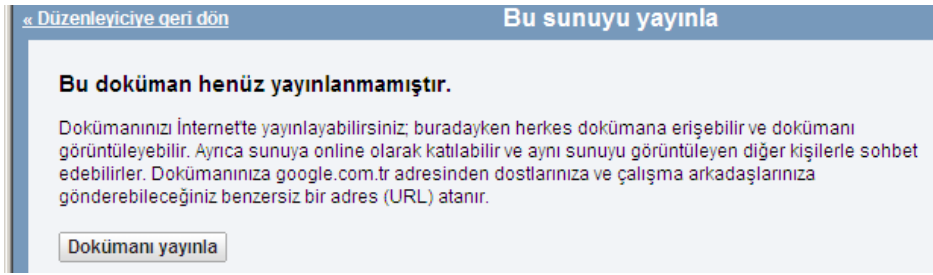 « Düzenleyiciye geri dön
Bu sunuyu yayınla
Bu doküman henüz yayınlanmamıştır.
Dokümanınızı İnternet'te yayınlayabilirsiniz; buradayken herkes dokümana erişebilir ve dokümanı
görüntüleyebilir. Ayrıca sunuya online olarak katılabilir ve aynı sunuyu görüntüleyen diğer kişilerle sohbet
edebilirler. Dokümanınıza google.com.tr adresinden dostlarınıza ve çalışma arkadaşlarınıza
gönderebileceğiniz benzersiz bir adres (URL) atanır.
Dokümanı yayınla